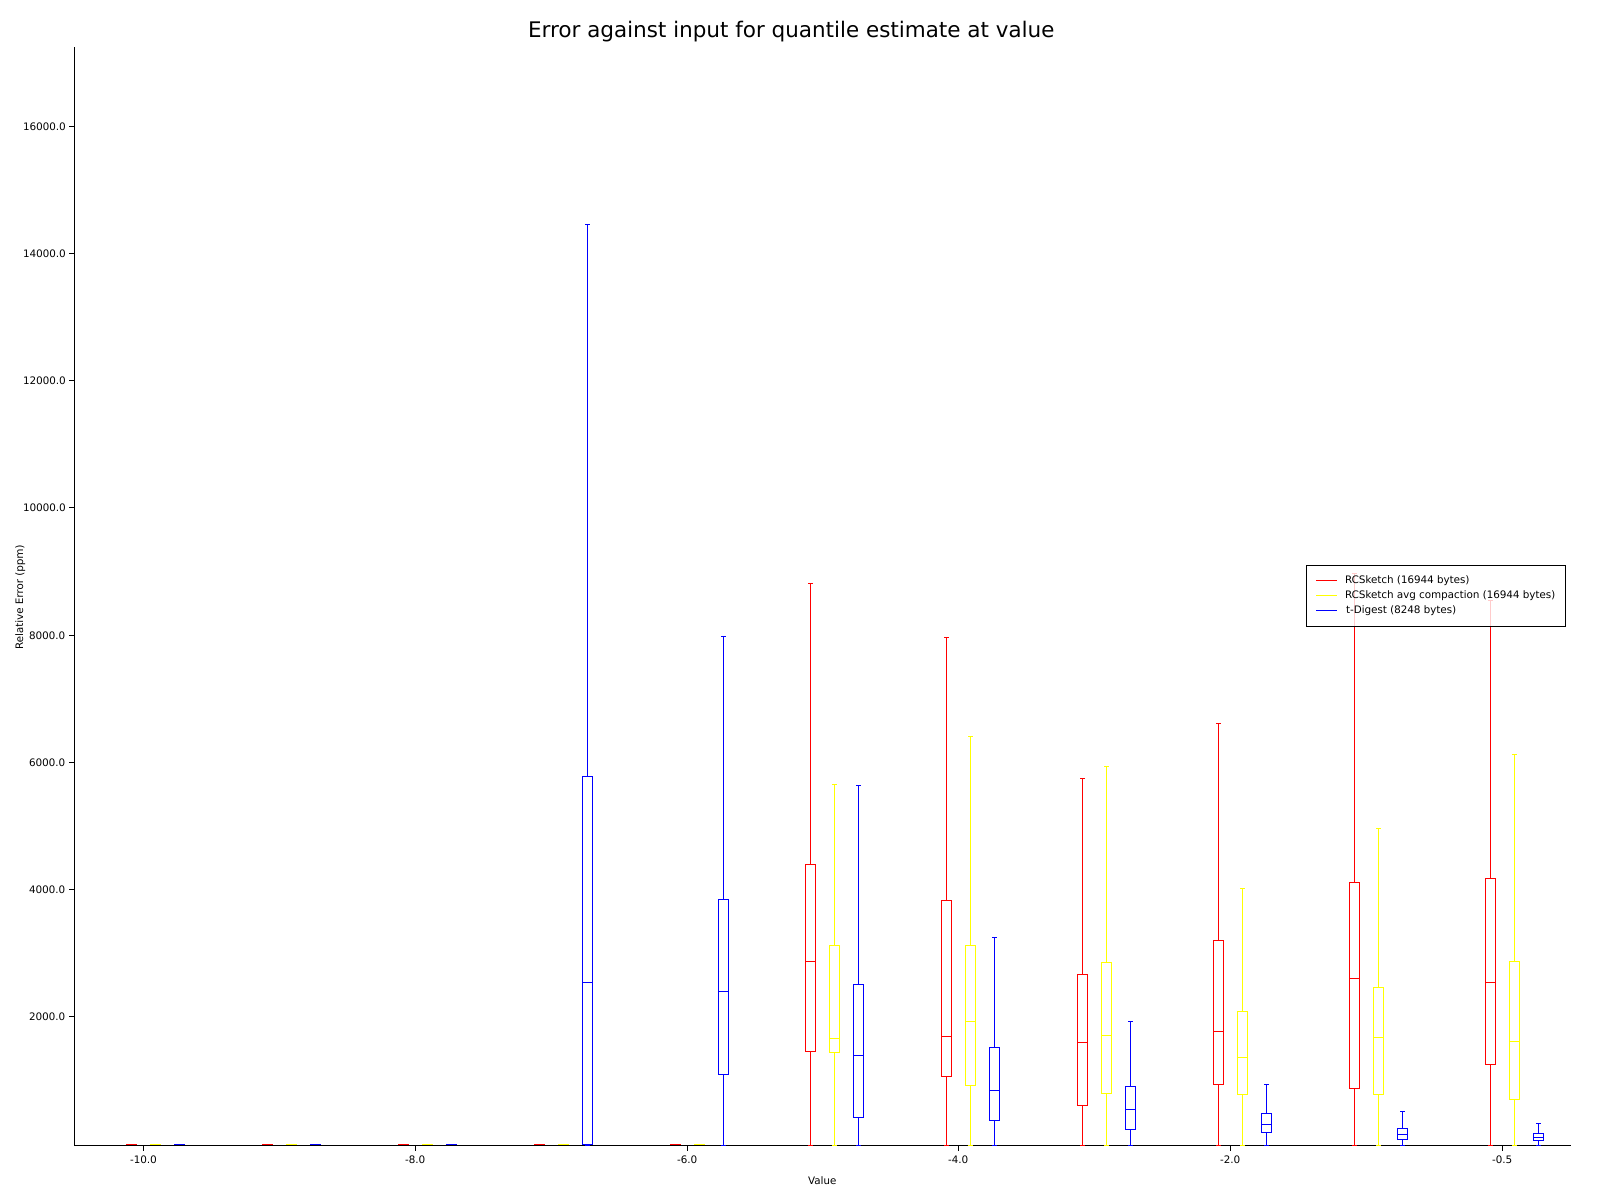 Error against input for quantile estimate at value
16000.0
14000.0
12000.0
10000.0
8000.0
6000.0
4000.0
2000.0
Relative Error (ppm)
RCSketch (16944 bytes)
RCSketch avg compaction (16944 bytes)
t-Digest (8248 bytes)
-10.0
-8.0
-6.0
-4.0
-2.0
-0.5
Value